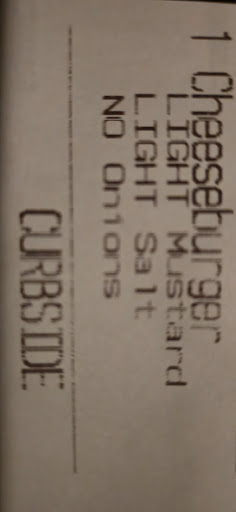 1 Cheeseburger
LIGHT Mustard
LIGHT Salt
NO Onions
CURBSIDE